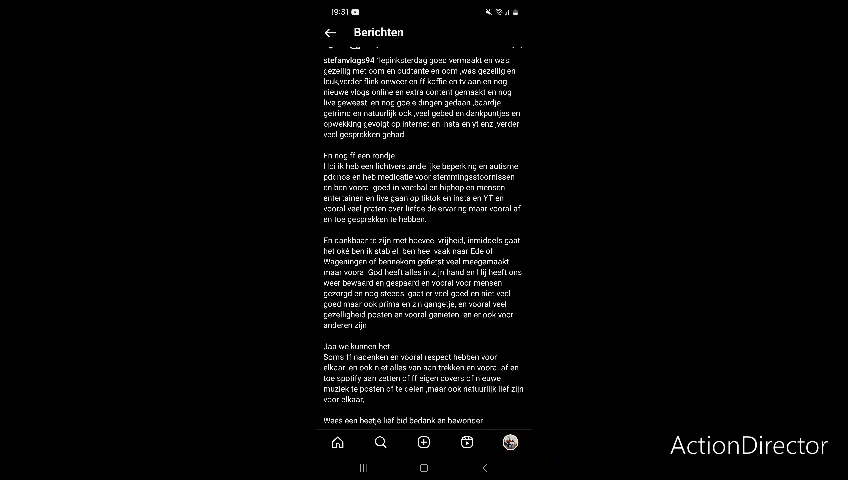 19:31
Berichten
stefanvlogs94 1epinksterdag goed vermaakt en was
gezellig met oom en oudtante en oom ,was gezellig en
leuk,verder flink onweer en ff koffie en tv aan en nog
nieuwe vlogs online en extra content gemaakt en nog
live geweest, en nog goeie dingen gedaan ,baardje
getrimd en natuurlijk ook ,veel gebed en dankpuntjes en
opwekking gevolgt op internet en insta en yt enz ,verder
veel gesprekken gehad
En nog ff een rondje
Hoi ik heb een lichtverstandelijke beperking en autisme
pdd nos en heb medicatie voor stemmingsstoornissen
en ben vooral goed in voetbal en hiphop en mensen
entertainen en live gaan op tiktok en insta en YT en
vooral veel praten over liefde de ervaring maar vooral af
en toe gesprekken te hebben.
En dankbaar te zijn met hoeveel vrijheid, inmiddels gaat
het oké ben ik stabiel, ben heel vaak naar Ede of
Wageningen of bennekom gefietst veel meegemaakt
maar vooral God heeft alles in zijn hand en Hij heeft ons
weer bewaard en gespaard en vooral voor mensen
gezorgd en nog steeds, gaat er veel goed en niet veel
goed maar ook prima en zn gangetje, en vooral veel
gezelligheid posten en vooral genieten, en er ook voor
anderen zijn
Jaa we kunnen het
Soms ff nadenken en vooral respect hebben voor
elkaar, en ook niet alles van aan trekken en vooral af en
toe spotify aan zetten of ff eigen covers of nieuwe
muziek te posten of te delen ,maar ook natuurlijk lief zijn
voor elkaar,
Wees een beetje lief bid bedank en bewonder
ActionDirector